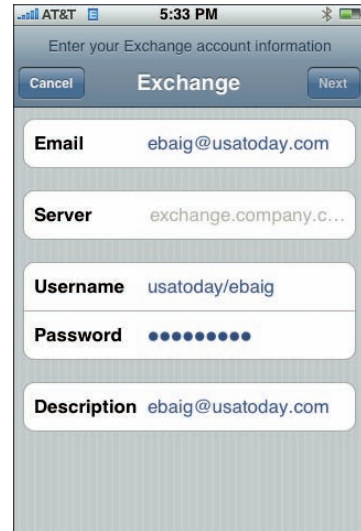 AT&T 5:33 PM
Enter your Exchange account information
Cancel Exchange Next
Email ebaig@usatoday.com
Server exchange.company.c...
Username usatoday/ebaig
Password ●●●●●●●●●
Description ebaig@usatoday.com